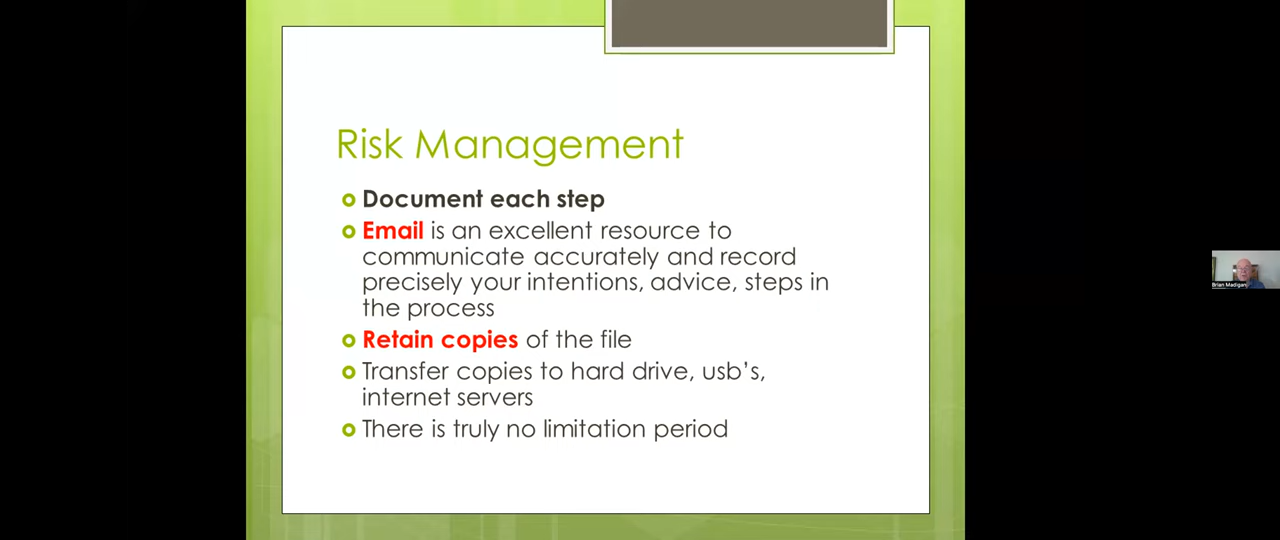 Risk Management
Document each step
Email is an excellent resource to
communicate accurately and record
precisely your intentions, advice, steps in
the process
Retain copies of the file
Transfer copies to hard drive, usb's,
internet servers
There is truly no limitation period
Brian Madigan